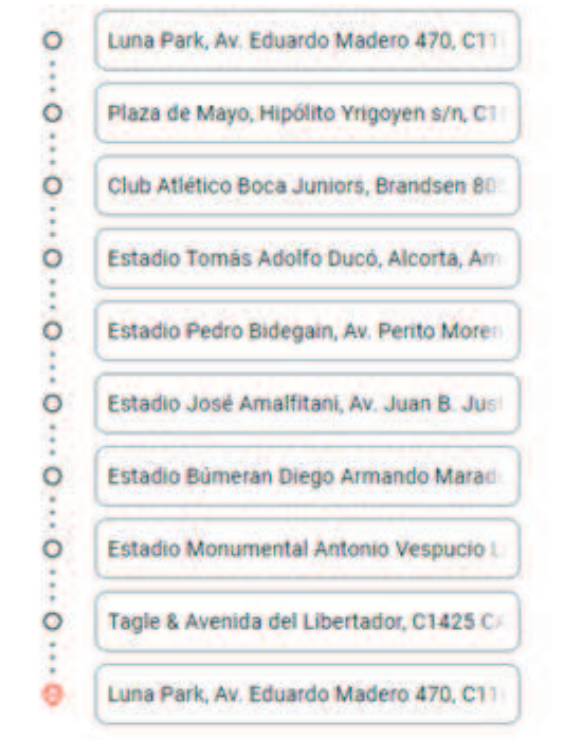 Luna Park, Av. Eduardo Madero 470, C11
Plaza de Mayo, Hipólito Yrigoyen s/n, C1
Club Atlético Boca Juniors, Brandsen 80
Estadio Tomás Adolfo Ducó, Alcorta, Am
Estadio Pedro Bidegain, Av. Perito Moren
Estadio José Amalfitani, Av. Juan B. Jus
Estadio Búmeran Diego Armando Marad
Estadio Monumental Antonio Vespucio L
Tagle & Avenida del Libertador, C1425 CA
Luna Park, Av. Eduardo Madero 470, C11